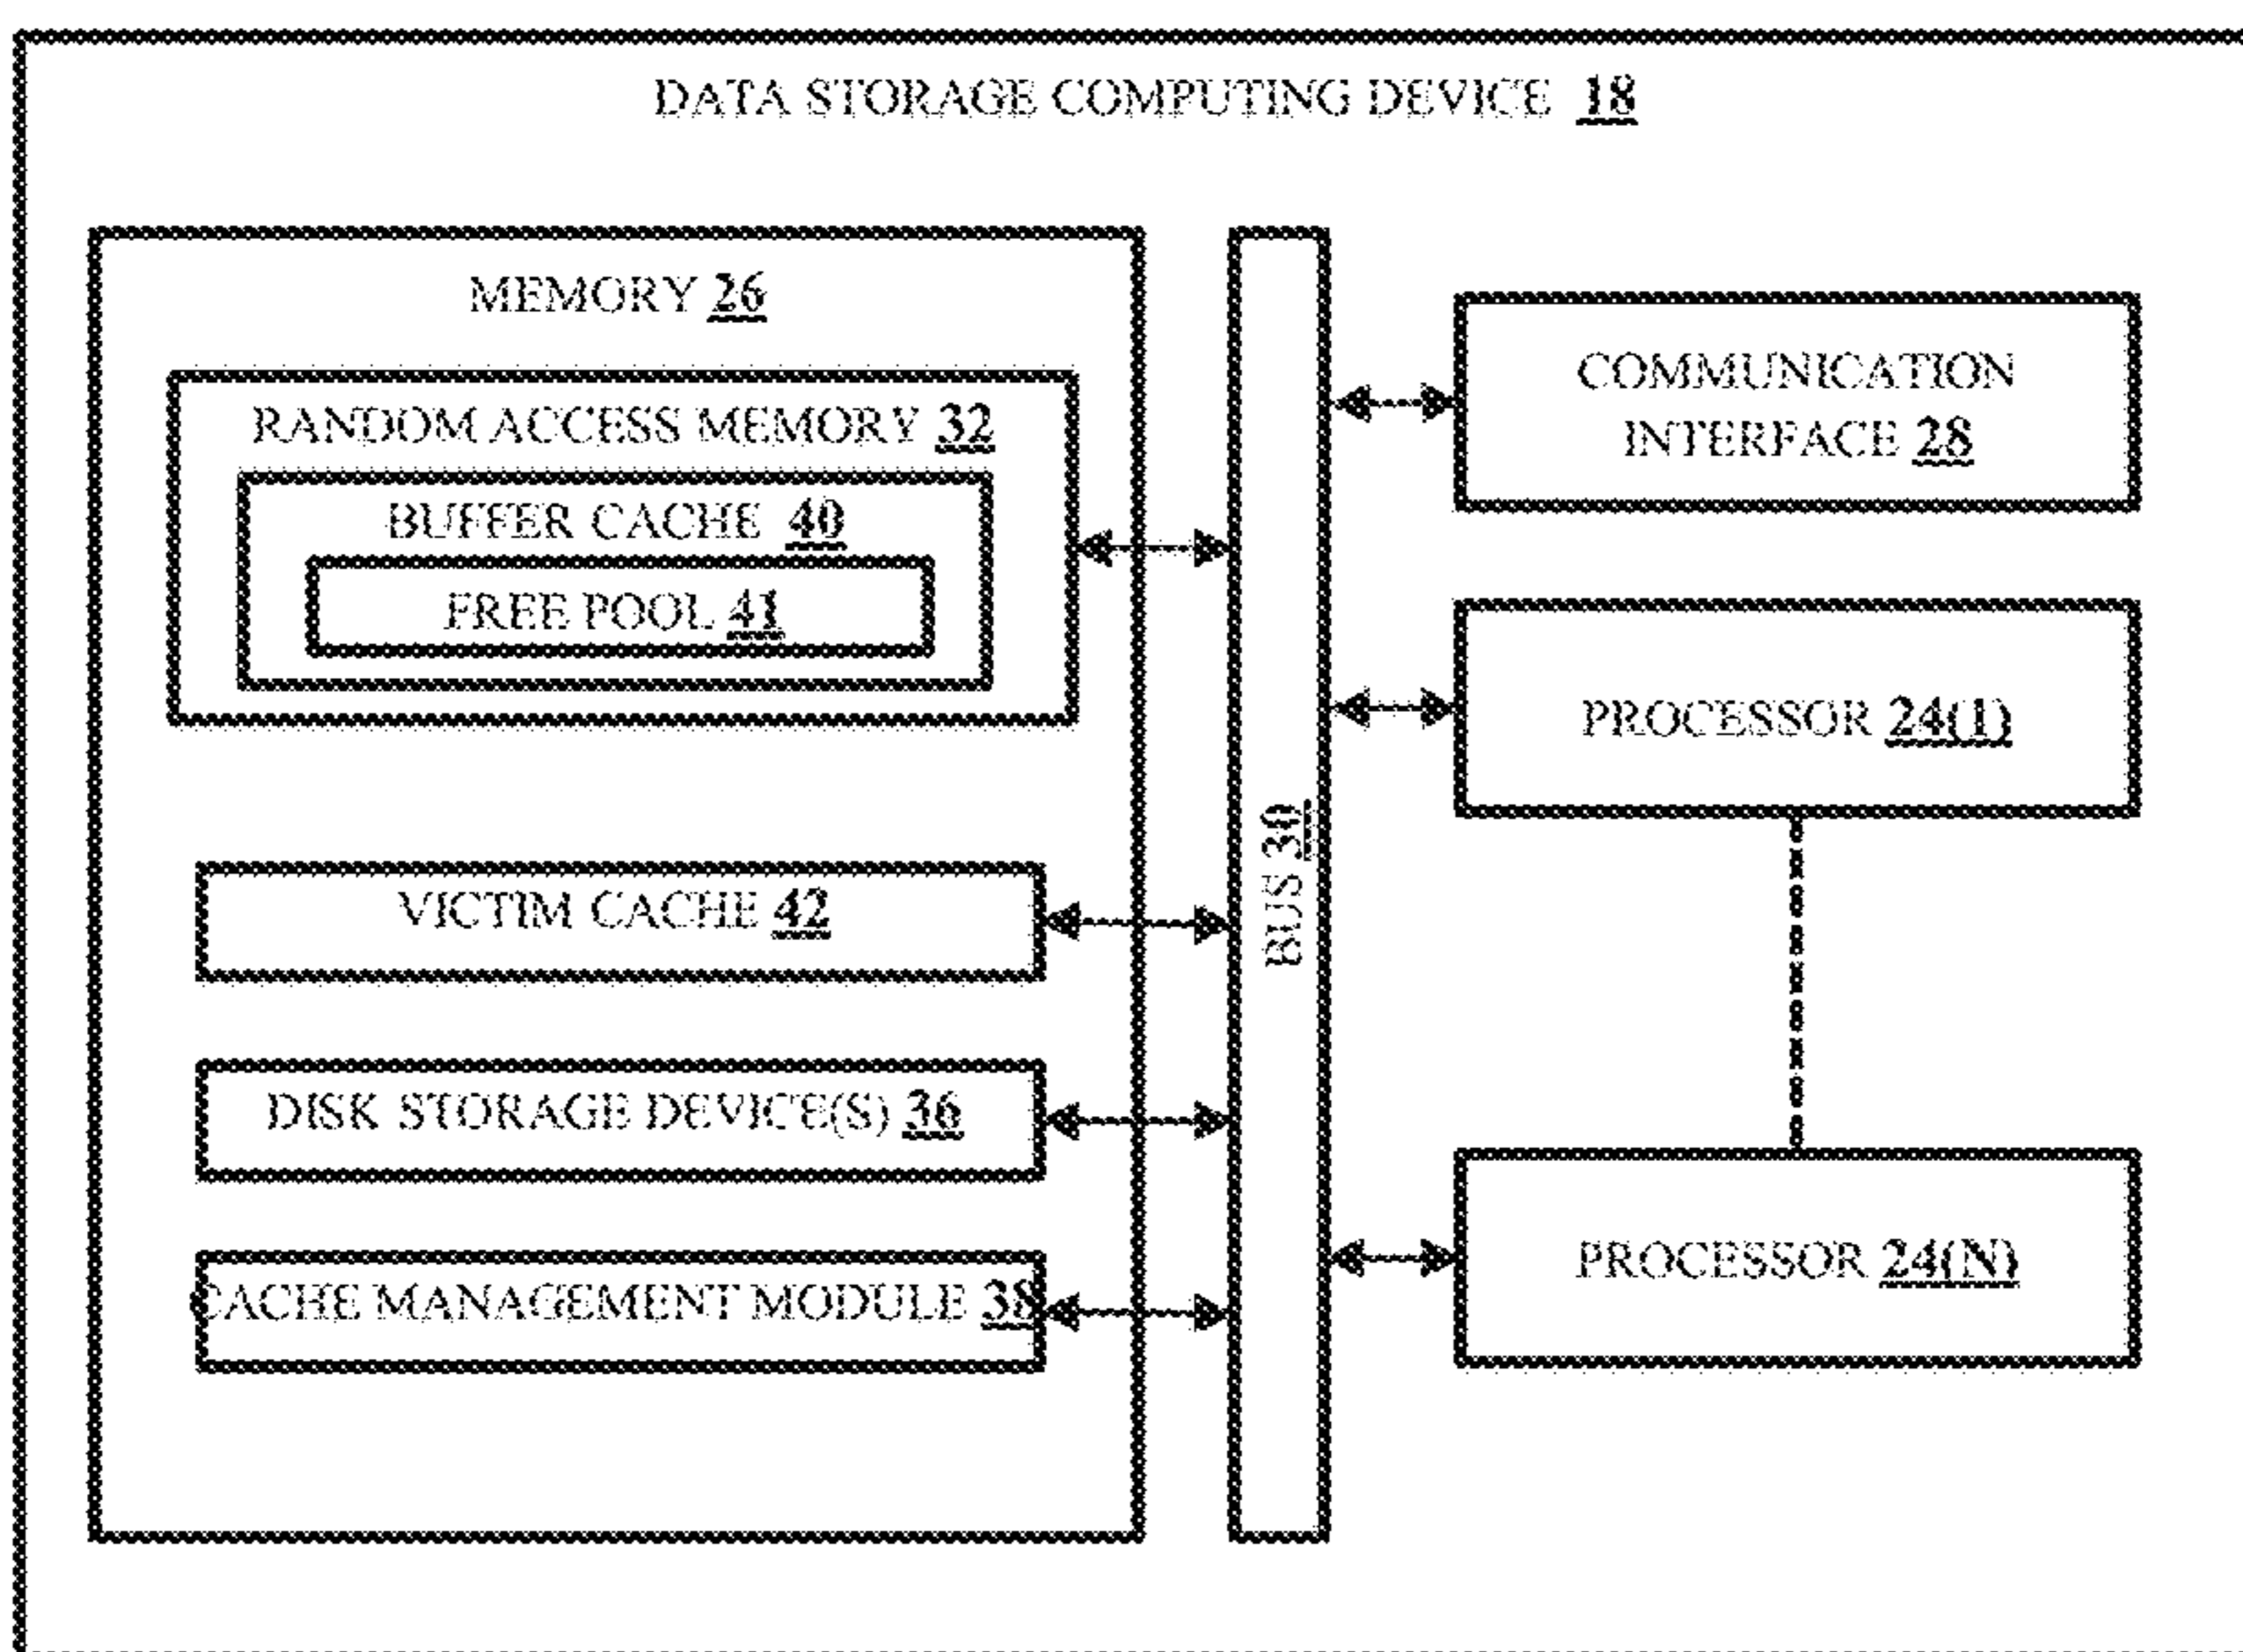 DATA STORAGE COMPUTING DEVICE 18
MEMORY 26
RANDOM ACCESS MEMORY 32
BUFFER CACHE 40
FREE POOL 41
VICTIM CACHE 42
DISK STORAGE DEVICE(S) 36
CACHE MANAGEMENT MODULE 38
BUS 30
COMMUNICATION
INTERFACE 28
PROCESSOR 24(1)
PROCESSOR 24(N)